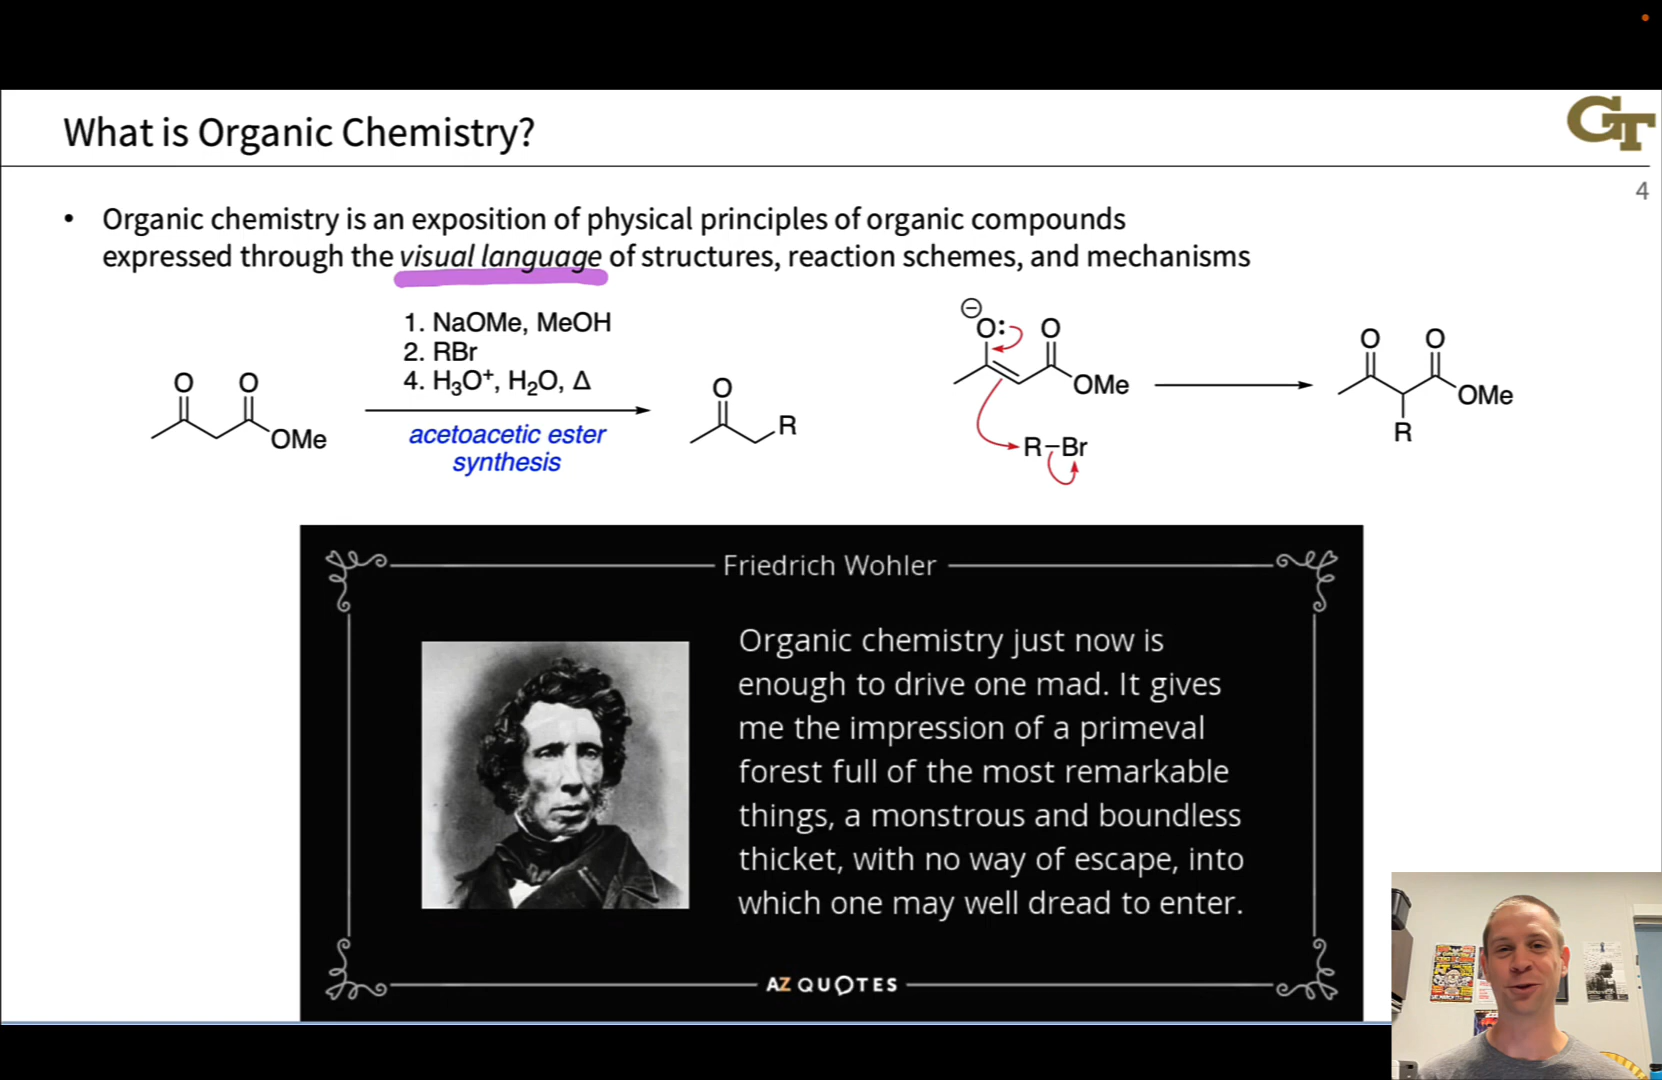 What is Organic Chemistry?
GT
4
• Organic chemistry is an exposition of physical principles of organic compounds
expressed through the visual language of structures, reaction schemes, and mechanisms
1. NaOMe, MeOH
2. RBr
4. H₃O⁺, H₂O, Δ
acetoacetic ester
synthesis
O O
OMe
O
R
⊖
O: O
OMe
R–Br
O O
OMe
R
Friedrich Wohler
Organic chemistry just now is
enough to drive one mad. It gives
me the impression of a primeval
forest full of the most remarkable
things, a monstrous and boundless
thicket, with no way of escape, into
which one may well dread to enter.
AZ QUOTES